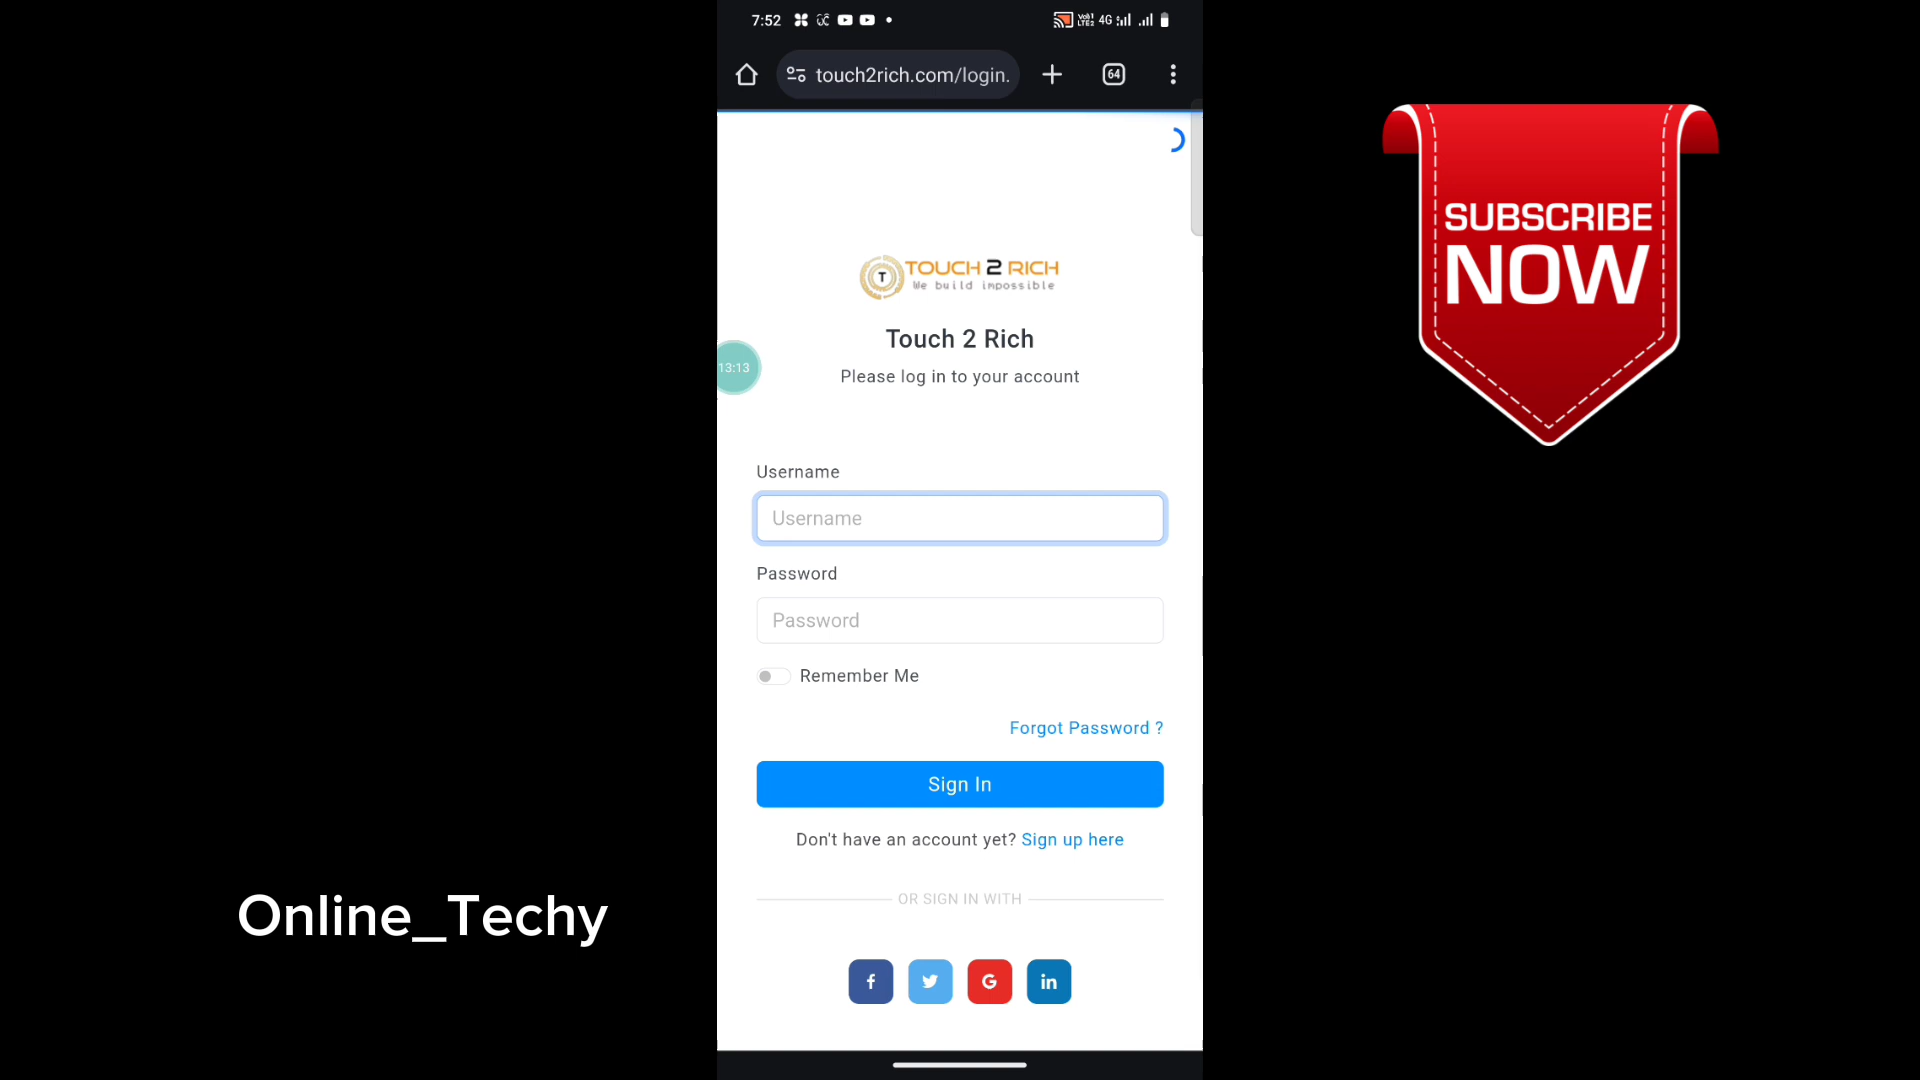 7:52
4G
touch2rich.com/login.
64
SUBSCRIBE
NOW
T
TOUCH 2 RICH
We build impossible
Touch 2 Rich
13:13
Please log in to your account
Username
Username
Password
Password
Remember Me
Forgot Password ?
Sign In
Don't have an account yet? Sign up here
Online_Techy
OR SIGN IN WITH
f
G
in